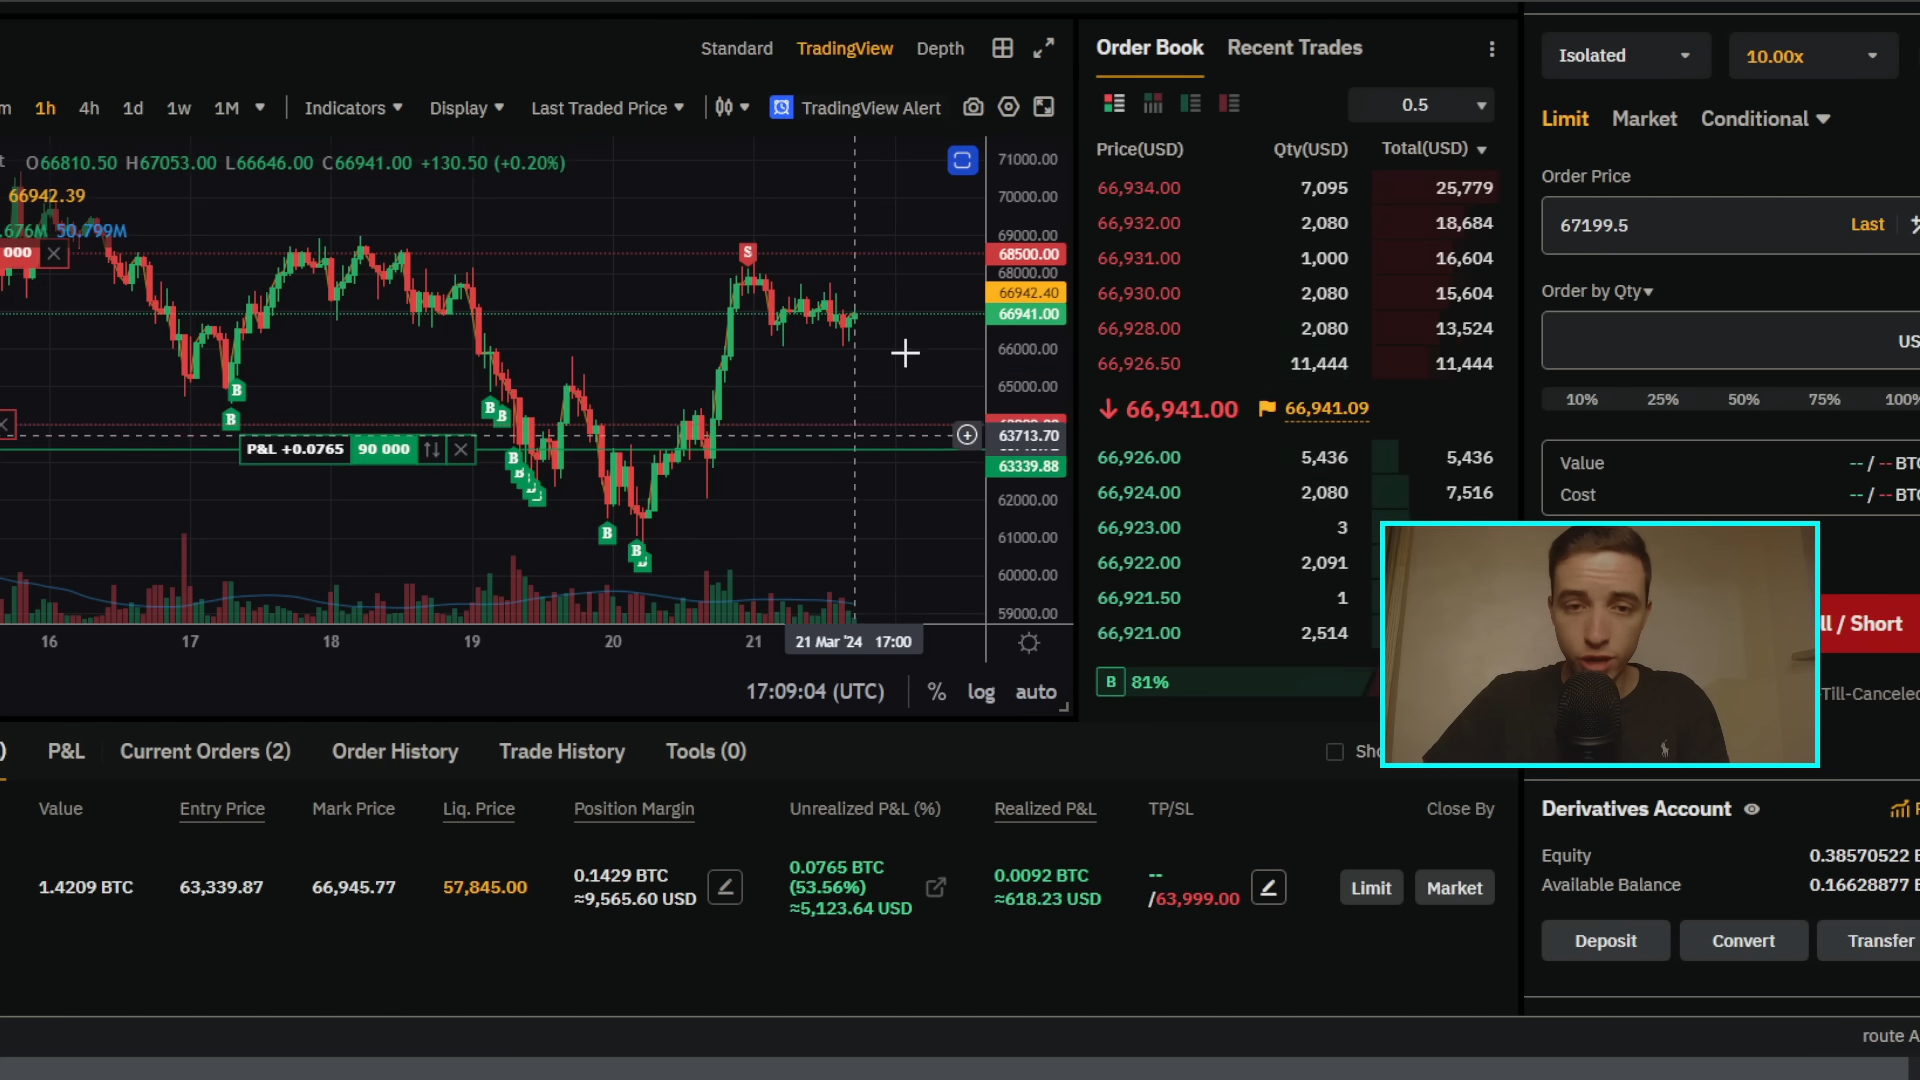 Standard TradingView Depth
m 1h 4h 1d 1w 1M Indicators Display Last Traded Price TradingView Alert
t O66810.50 H67053.00 L66646.00 C66941.00 +130.50 (+0.20%)
66942.39
.676M 50.799M
000
S
B
B
B
B
B
B
B
B
P&L +0.0765 90 000
71000.00
70000.00
69000.00
68500.00
68000.00
66942.40
66941.00
66000.00
65000.00
63713.70
63339.88
62000.00
61000.00
60000.00
59000.00
16 17 18 19 20 21 21 Mar '24 17:00
17:09:04 (UTC) % log auto
Order Book Recent Trades
0.5
Price(USD) Qty(USD) Total(USD)
66,934.00 7,095 25,779
66,932.00 2,080 18,684
66,931.00 1,000 16,604
66,930.00 2,080 15,604
66,928.00 2,080 13,524
66,926.50 11,444 11,444
66,941.00 66,941.09
66,926.00 5,436 5,436
66,924.00 2,080 7,516
66,923.00 3
66,922.00 2,091
66,921.50 1
66,921.00 2,514
B 81%
Isolated 10.00x
Limit Market Conditional
Order Price
67199.5 Last
Order by Qty
US
10% 25% 50% 75% 100%
Value -- / -- BTC
Cost -- / -- BTC
ll / Short
Till-Canceled
) P&L Current Orders (2) Order History Trade History Tools (0) Sho
Value Entry Price Mark Price Liq. Price Position Margin Unrealized P&L (%) Realized P&L TP/SL Close By
1.4209 BTC 63,339.87 66,945.77 57,845.00 0.1429 BTC ≈9,565.60 USD 0.0765 BTC (53.56%) ≈5,123.64 USD 0.0092 BTC ≈618.23 USD -- /63,999.00 Limit Market
Derivatives Account
Equity 0.38570522 B
Available Balance 0.16628877 B
Deposit Convert Transfer
route A